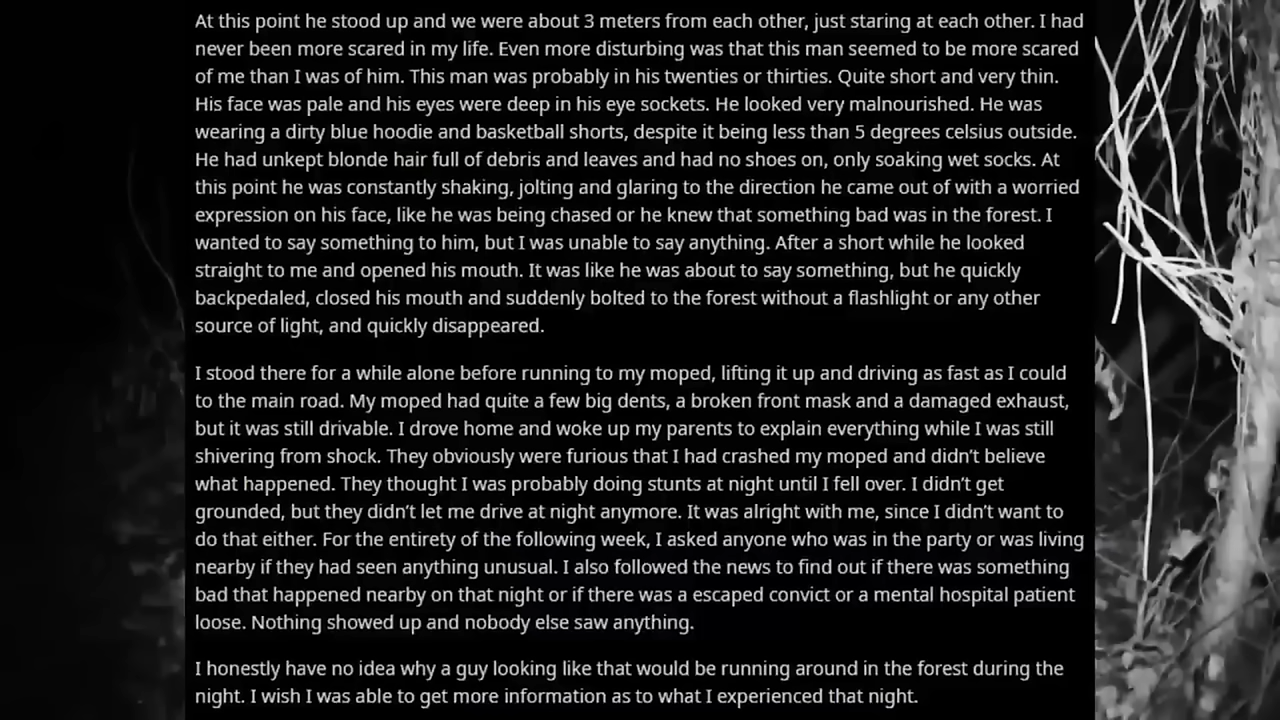 At this point he stood up and we were about 3 meters from each other, just staring at each other. I had
never been more scared in my life. Even more disturbing was that this man seemed to be more scared
of me than I was of him. This man was probably in his twenties or thirties. Quite short and very thin.
His face was pale and his eyes were deep in his eye sockets. He looked very malnourished. He was
wearing a dirty blue hoodie and basketball shorts, despite it being less than 5 degrees celsius outside.
He had unkept blonde hair full of debris and leaves and had no shoes on, only soaking wet socks. At
this point he was constantly shaking, jolting and glaring to the direction he came out of with a worried
expression on his face, like he was being chased or he knew that something bad was in the forest. I
wanted to say something to him, but I was unable to say anything. After a short while he looked
straight to me and opened his mouth. It was like he was about to say something, but he quickly
backpedaled, closed his mouth and suddenly bolted to the forest without a flashlight or any other
source of light, and quickly disappeared.
I stood there for a while alone before running to my moped, lifting it up and driving as fast as I could
to the main road. My moped had quite a few big dents, a broken front mask and a damaged exhaust,
but it was still drivable. I drove home and woke up my parents to explain everything while I was still
shivering from shock. They obviously were furious that I had crashed my moped and didn’t believe
what happened. They thought I was probably doing stunts at night until I fell over. I didn’t get
grounded, but they didn’t let me drive at night anymore. It was alright with me, since I didn’t want to
do that either. For the entirety of the following week, I asked anyone who was in the party or was living
nearby if they had seen anything unusual. I also followed the news to find out if there was something
bad that happened nearby on that night or if there was a escaped convict or a mental hospital patient
loose. Nothing showed up and nobody else saw anything.
I honestly have no idea why a guy looking like that would be running around in the forest during the
night. I wish I was able to get more information as to what I experienced that night.